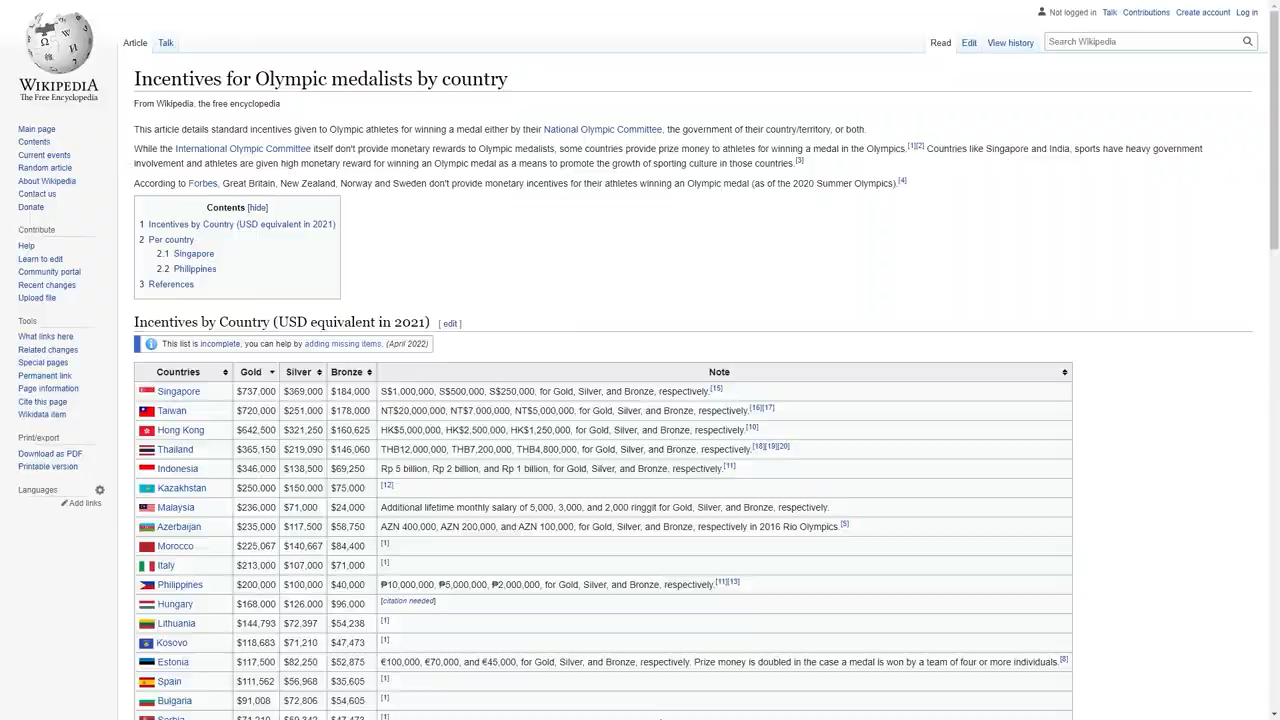 Not logged in Talk Contributions Create account Log in
Article Talk Read Edit View history Search Wikipedia
WIKIPEDIA
The Free Encyclopedia
Main page
Contents
Current events
Random article
About Wikipedia
Contact us
Donate
Contribute
Help
Learn to edit
Community portal
Recent changes
Upload file
Tools
What links here
Related changes
Special pages
Permanent link
Page information
Cite this page
Wikidata item
Print/export
Download as PDF
Printable version
Languages
Add links
Incentives for Olympic medalists by country
From Wikipedia, the free encyclopedia
This article details standard incentives given to Olympic athletes for winning a medal either by their National Olympic Committee, the government of their country/territory, or both.
While the International Olympic Committee itself don't provide monetary rewards to Olympic medalists, some countries provide prize money to athletes for winning a medal in the Olympics.[1][2] Countries like Singapore and India, sports have heavy government
involvement and athletes are given high monetary reward for winning an Olympic medal as a means to promote the growth of sporting culture in those countries.[3]
According to Forbes, Great Britain, New Zealand, Norway and Sweden don't provide monetary incentives for their athletes winning an Olympic medal (as of the 2020 Summer Olympics).[4]
Contents [hide]
1 Incentives by Country (USD equivalent in 2021)
2 Per country
2.1 Singapore
2.2 Philippines
3 References
Incentives by Country (USD equivalent in 2021) [ edit ]
This list is incomplete, you can help by adding missing items. (April 2022)
Countries Gold Silver Bronze Note
Singapore $737,000 $369,000 $184,000 S$1,000,000, S$500,000, S$250,000, for Gold, Silver, and Bronze, respectively.[15]
Taiwan $720,000 $251,000 $178,000 NT$20,000,000, NT$7,000,000, NT$5,000,000, for Gold, Silver, and Bronze, respectively.[16][17]
Hong Kong $642,500 $321,250 $160,625 HK$5,000,000, HK$2,500,000, HK$1,250,000, for Gold, Silver, and Bronze, respectively.[10]
Thailand $365,150 $219,090 $146,060 THB12,000,000, THB7,200,000, THB4,800,000, for Gold, Silver, and Bronze, respectively.[18][19][20]
Indonesia $346,000 $138,500 $69,250 Rp 5 billion, Rp 2 billion, and Rp 1 billion, for Gold, Silver, and Bronze, respectively.[11]
Kazakhstan $250,000 $150,000 $75,000 [12]
Malaysia $236,000 $71,000 $24,000 Additional lifetime monthly salary of 5,000, 3,000, and 2,000 ringgit for Gold, Silver, and Bronze, respectively.
Azerbaijan $235,000 $117,500 $58,750 AZN 400,000, AZN 200,000, and AZN 100,000, for Gold, Silver, and Bronze, respectively in 2016 Rio Olympics.[5]
Morocco $225,067 $140,667 $84,400 [1]
Italy $213,000 $107,000 $71,000 [1]
Philippines $200,000 $100,000 $40,000 ₱10,000,000, ₱5,000,000, ₱2,000,000, for Gold, Silver, and Bronze, respectively.[11][13]
Hungary $168,000 $126,000 $96,000 [citation needed]
Lithuania $144,793 $72,397 $54,238 [1]
Kosovo $118,683 $71,210 $47,473 [1]
Estonia $117,500 $82,250 $52,875 €100,000, €70,000, and €45,000, for Gold, Silver, and Bronze, respectively. Prize money is doubled in the case a medal is won by a team of four or more individuals.[8]
Spain $111,562 $56,968 $35,605 [1]
Bulgaria $91,008 $72,806 $54,605 [1]
Serbia $71,210 $59,342 $47,473 [1]